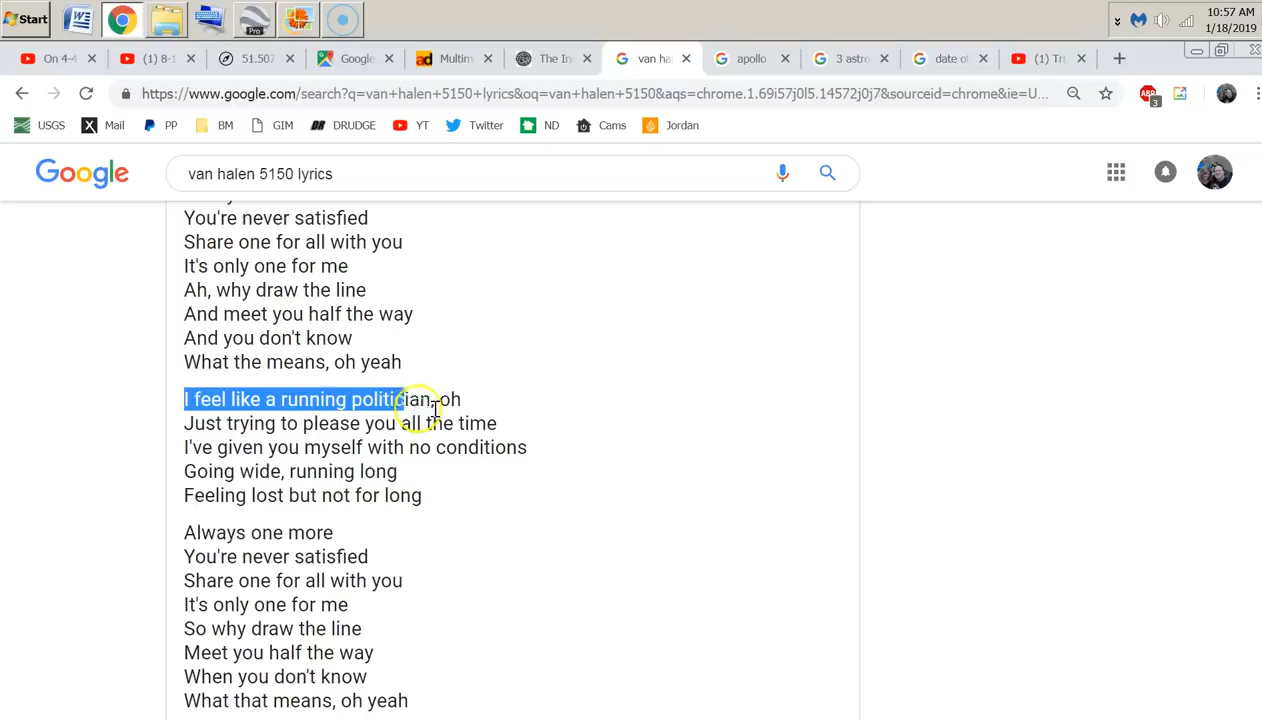 Start
Pro
10:57 AM
1/18/2019
On 4-4
(1) 8-1
51.507
Google
Multim
The In
van ha
apollo
3 astro
date o
(1) Tru
https://www.google.com/search?q=van+halen+5150+lyrics&oq=van+halen+5150&aqs=chrome.1.69i57j0l5.14572j0j7&sourceid=chrome&ie=U...
ABP
3
USGS
Mail
PP
BM
GIM
DRUDGE
YT
Twitter
ND
Cams
Jordan
Google
van halen 5150 lyrics
You're never satisfied
Share one for all with you
It's only one for me
Ah, why draw the line
And meet you half the way
And you don't know
What the means, oh yeah
I feel like a running politician, oh
Just trying to please you all the time
I've given you myself with no conditions
Going wide, running long
Feeling lost but not for long
Always one more
You're never satisfied
Share one for all with you
It's only one for me
So why draw the line
Meet you half the way
When you don't know
What that means, oh yeah